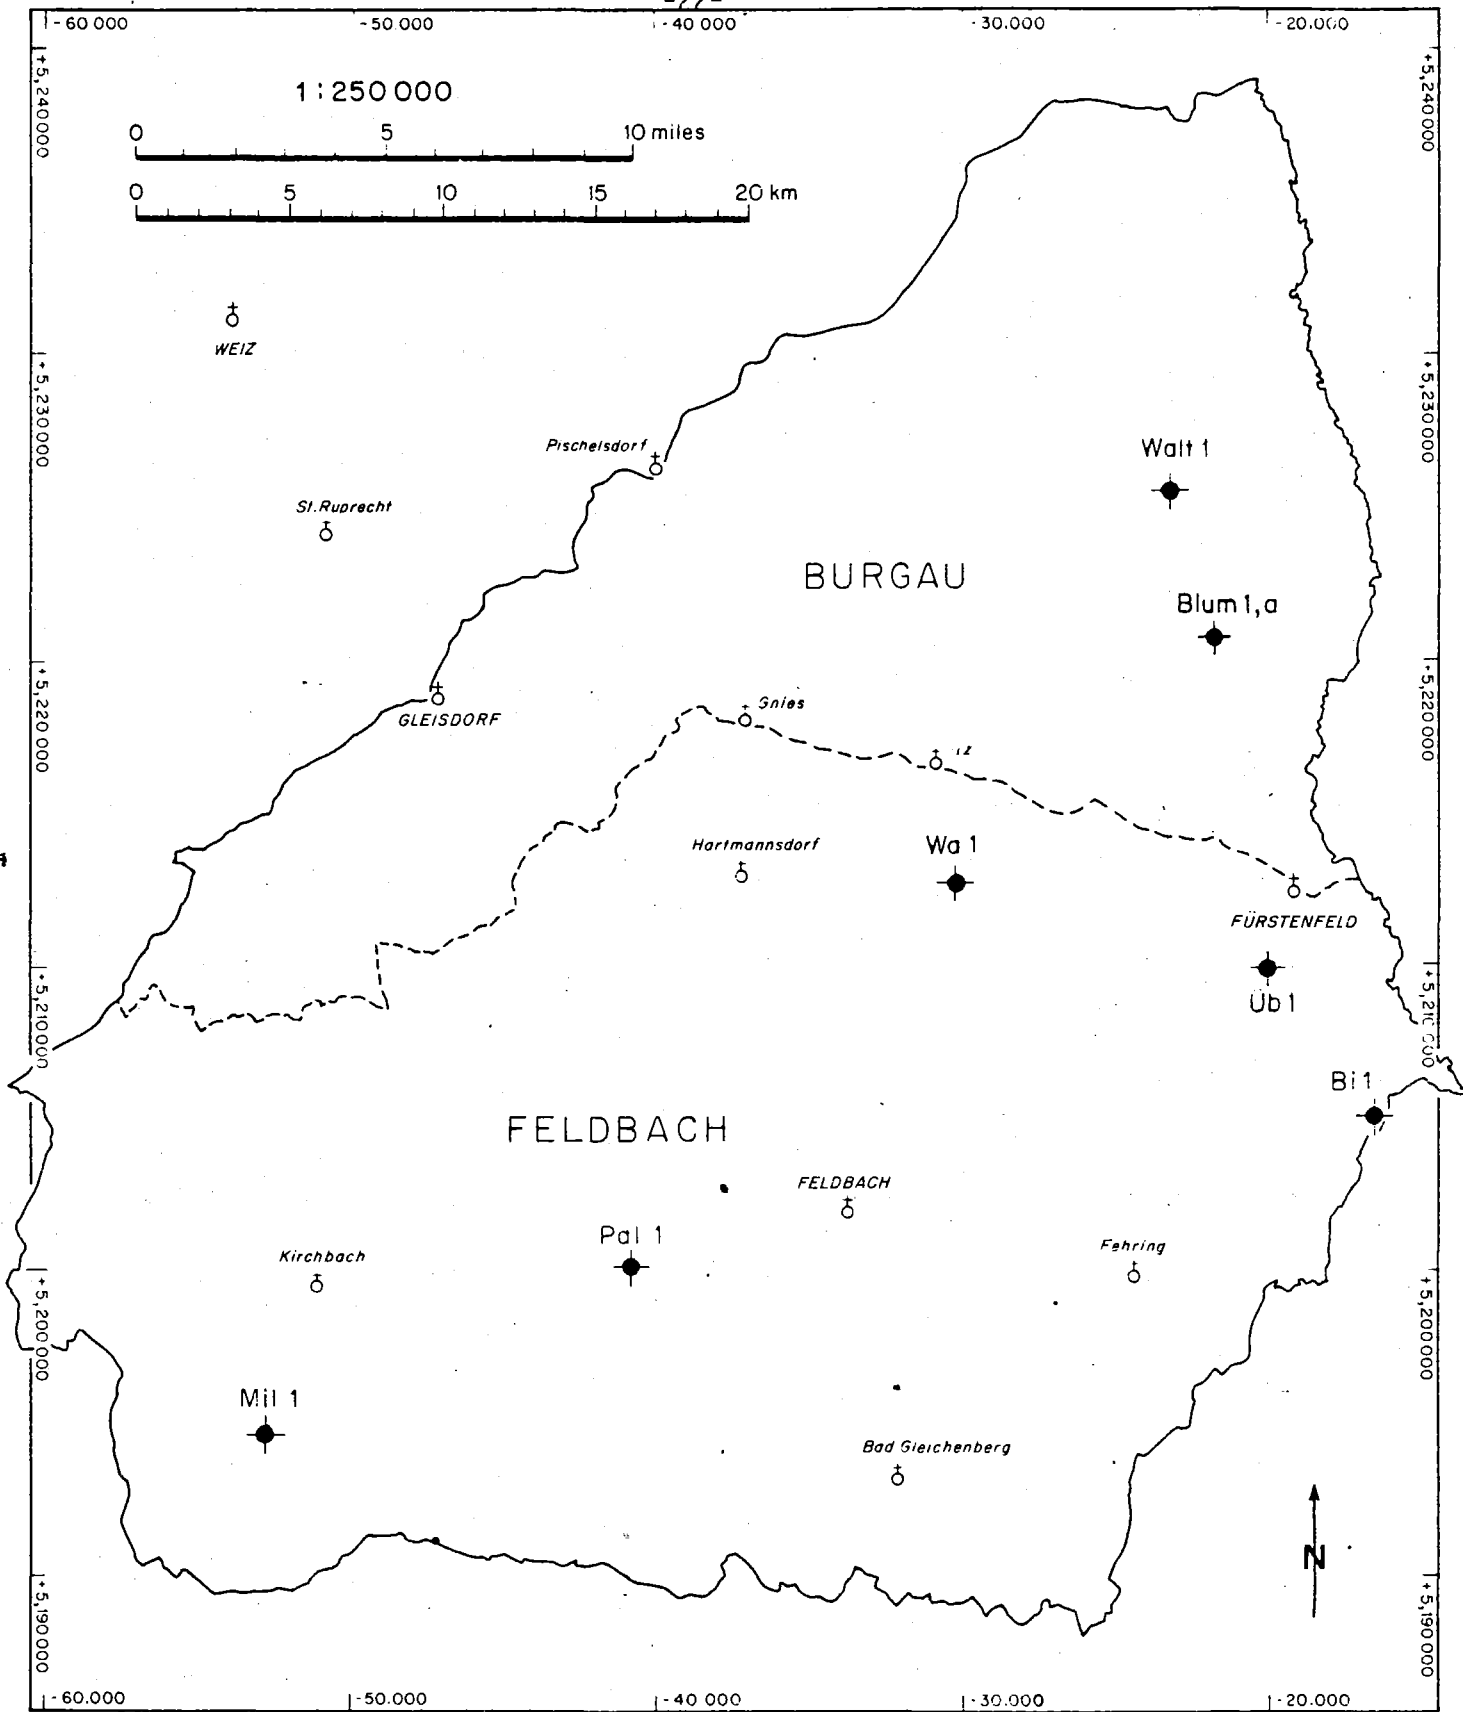 -60 000 -50.000 -40 000 -30.000 -20.000
+5,240 000
+5,240 000
1:250 000
0 5 10 miles
0 5 10 15 20 km
WEIZ
+5,230 000
+5,230 000
Pischelsdorf
Walt 1
St. Ruprecht
BURGAU
Blum 1,a
+5,220 000
+5,220 000
Gnies
GLEISDORF
Hartmannsdorf
Wa 1
FÜRSTENFELD
+5,210 000
+5,210 000
Üb 1
Bi 1
FELDBACH
FELDBACH
Pal 1
Kirchbach
Fehring
+5,200 000
+5,200 000
Mil 1
Bad Gleichenberg
N
+5,190 000
+5,190 000
-60.000 -50.000 -40 000 -30.000 -20.000